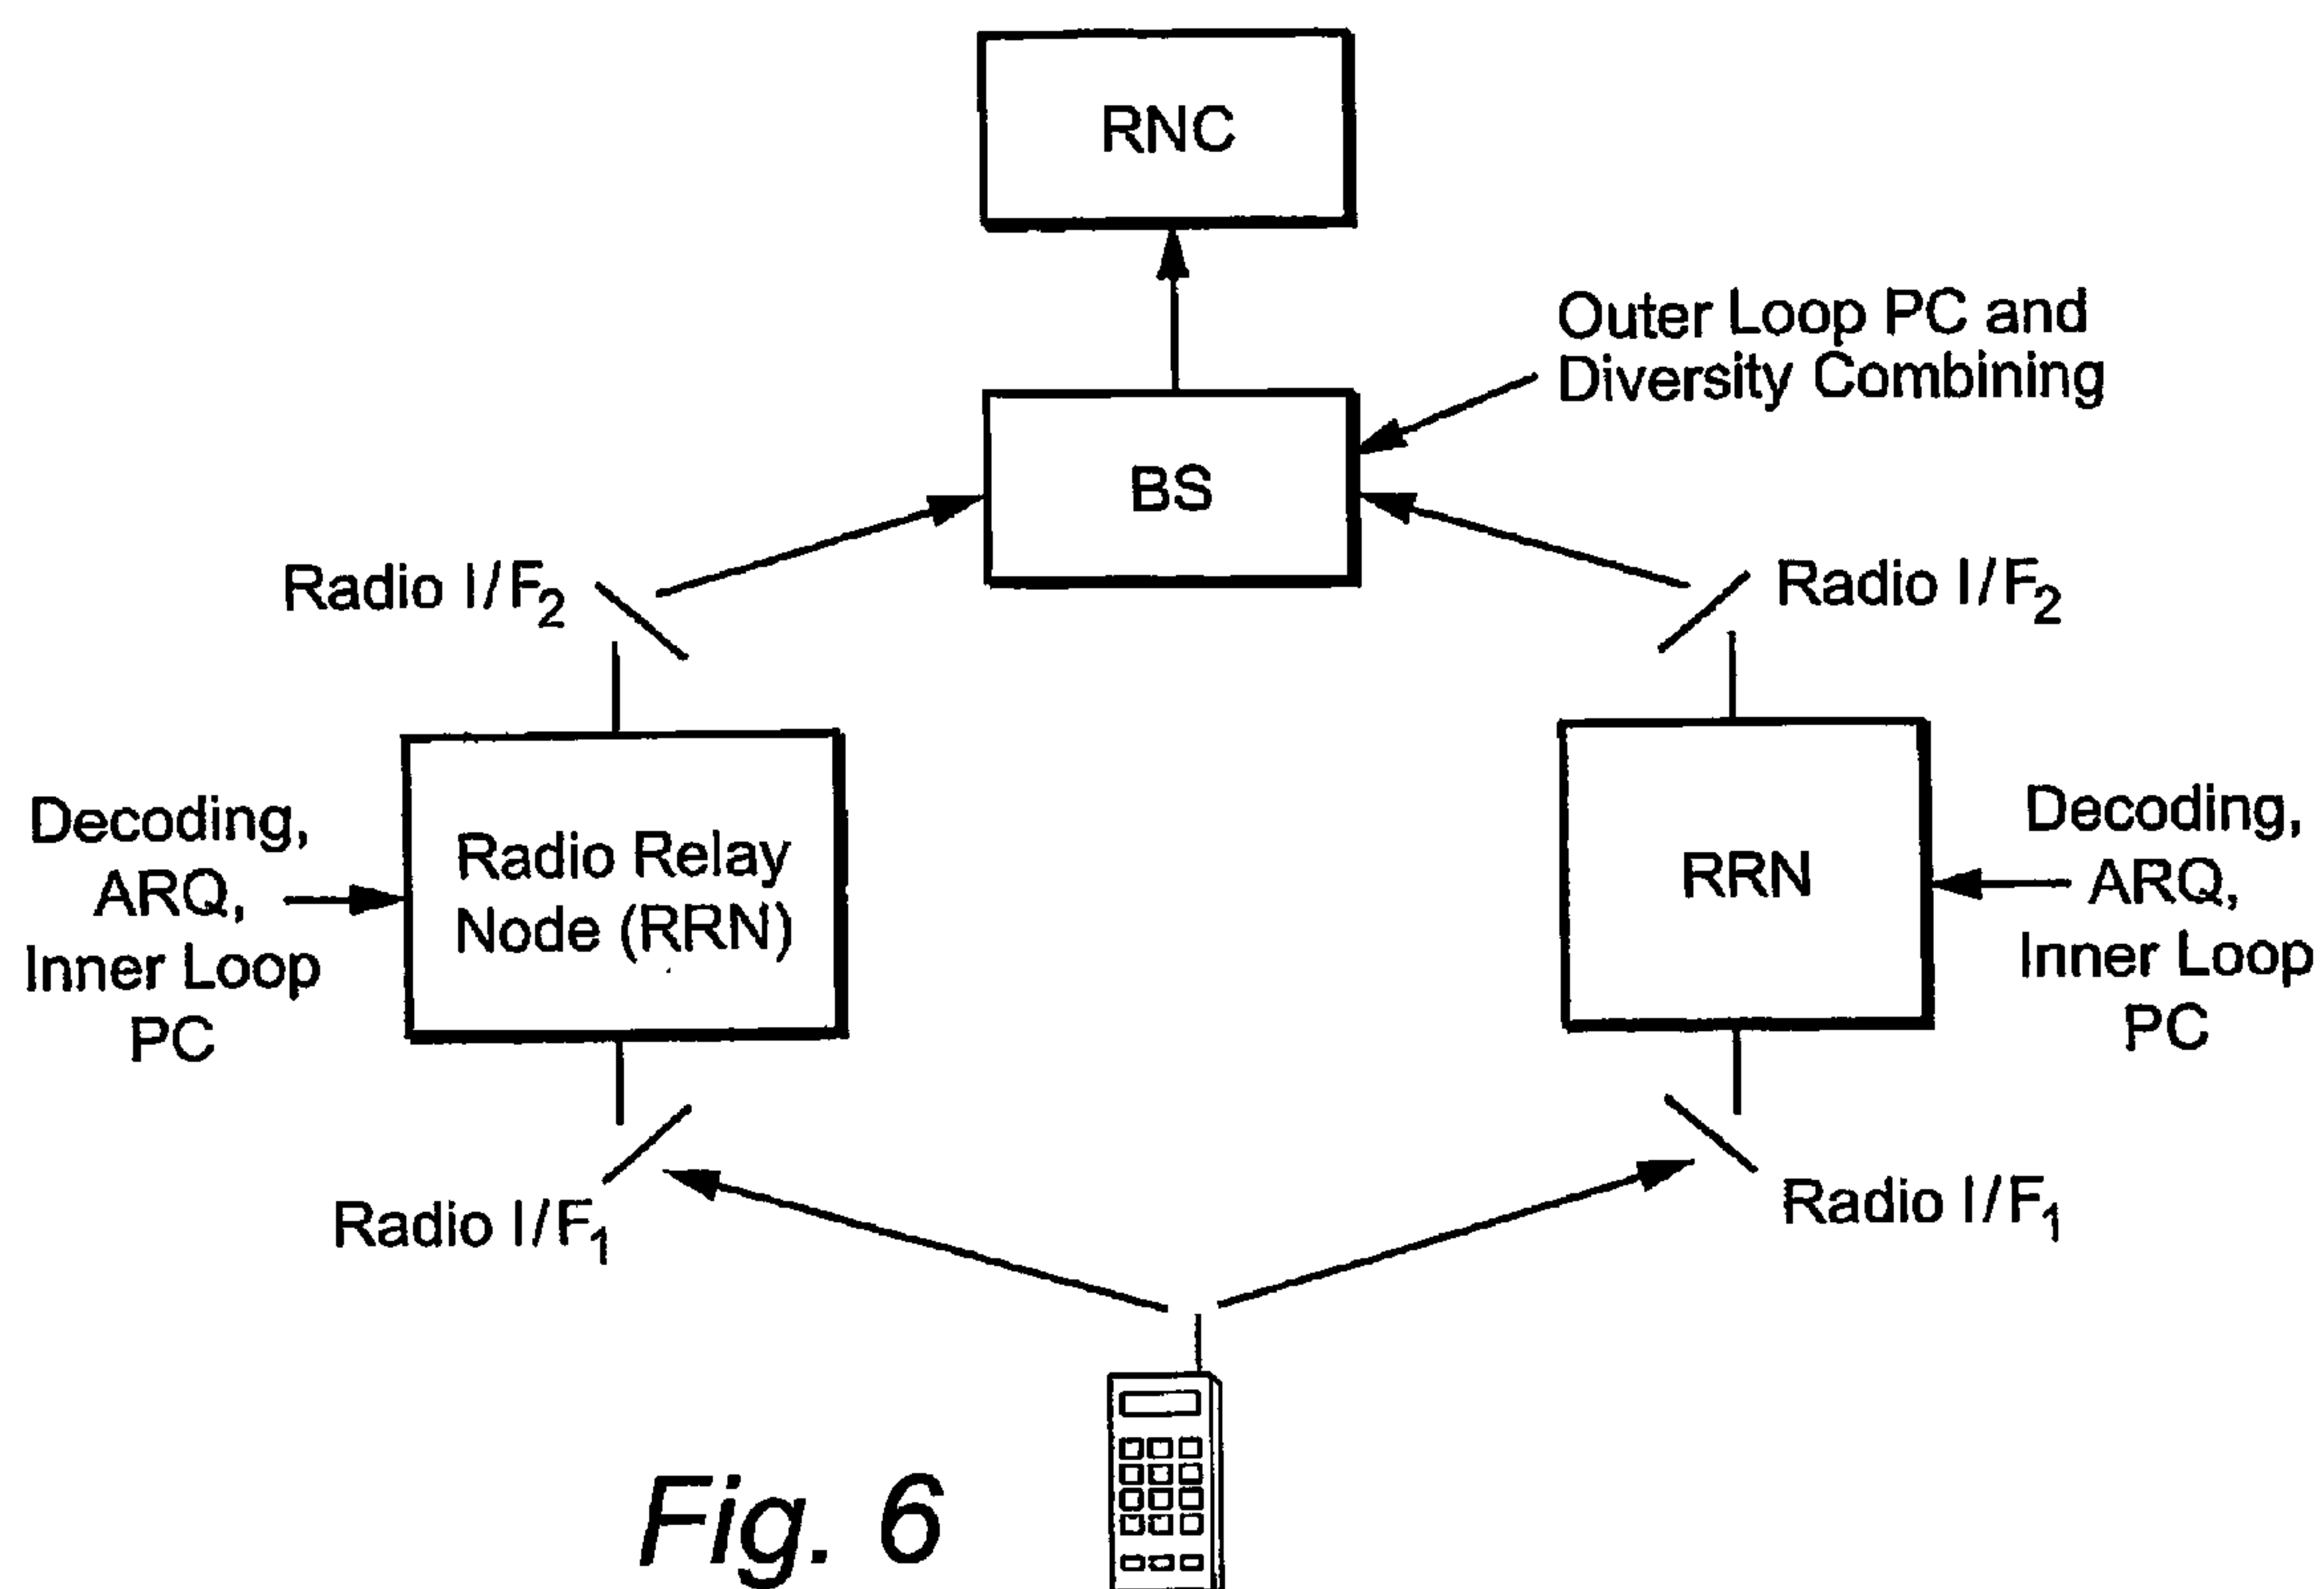 RNC
Outer Loop PC and
Diversity Combining
BS
Radio I/F2
Radio I/F2
Decoding,
ARQ,
Inner Loop
PC
Radio Relay
Node (RRN)
RRN
Decoding,
ARQ,
Inner Loop
PC
Radio I/F1
Radio I/F1
Fig. 6